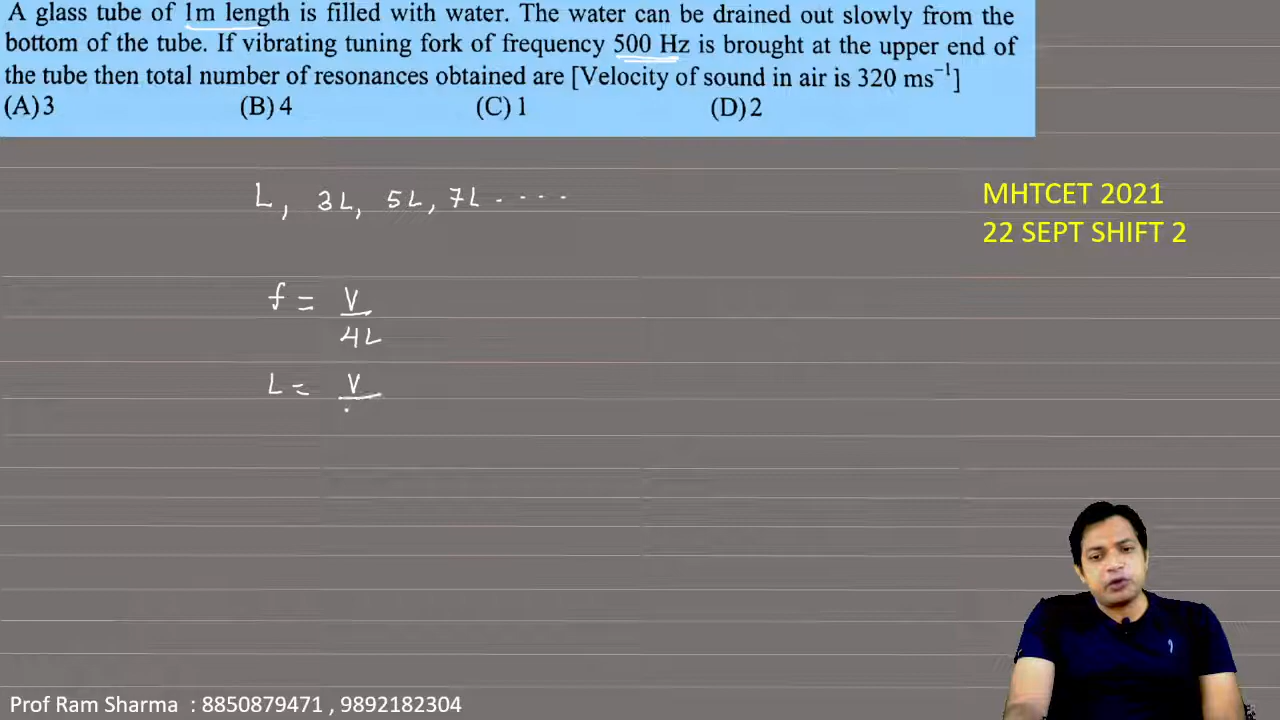 A glass tube of 1m length is filled with water. The water can be drained out slowly from the
bottom of the tube. If vibrating tuning fork of frequency 500 Hz is brought at the upper end of
the tube then total number of resonances obtained are [Velocity of sound in air is 320 ms⁻¹]
(A) 3 (B) 4 (C) 1 (D) 2
L, 3L, 5L, 7L ....
MHTCET 2021
22 SEPT SHIFT 2
f = V
4L
L = V
Prof Ram Sharma : 8850879471 , 9892182304